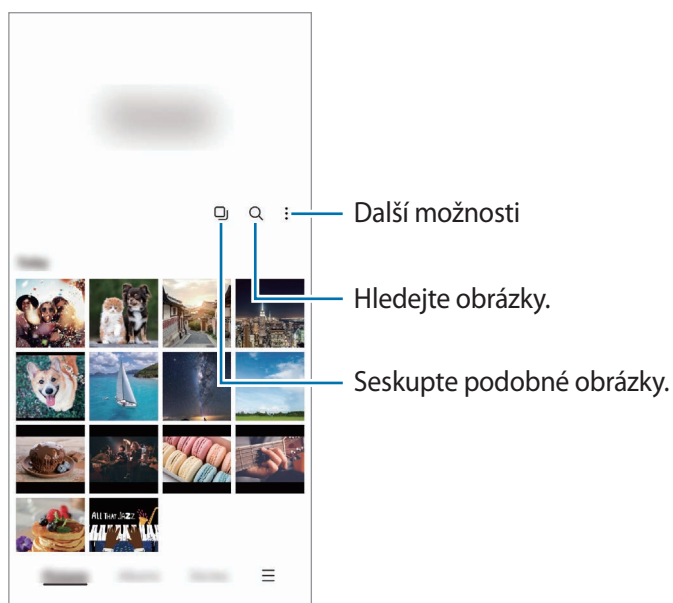 Další možnosti
Hledejte obrázky.
Seskupte podobné obrázky.
ALL THAT JAZZ